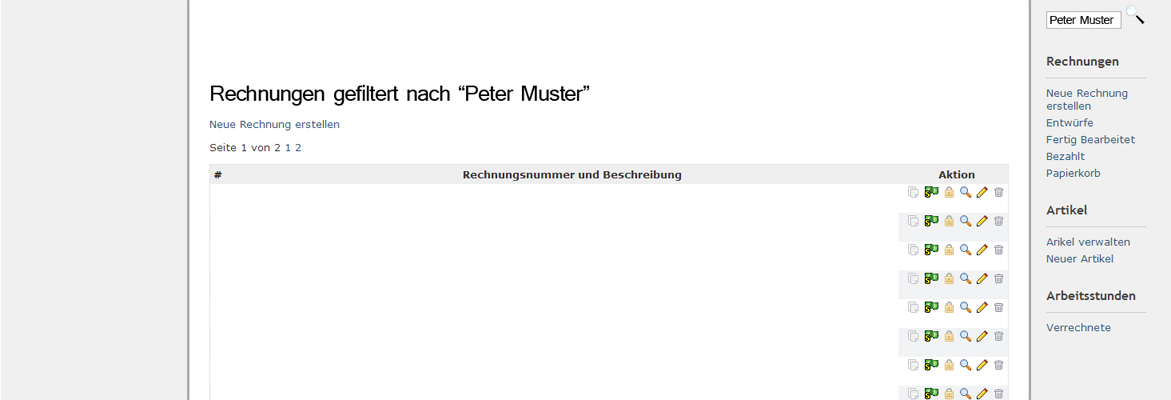 Rechnungen gefiltert nach “Peter Muster”
Neue Rechnung erstellen
Seite 1 von 2 1 2
# Rechnungsnummer und Beschreibung Aktion
Peter Muster
Rechnungen
Neue Rechnung
erstellen
Entwürfe
Fertig Bearbeitet
Bezahlt
Papierkorb
Artikel
Arikel verwalten
Neuer Artikel
Arbeitsstunden
Verrechnete